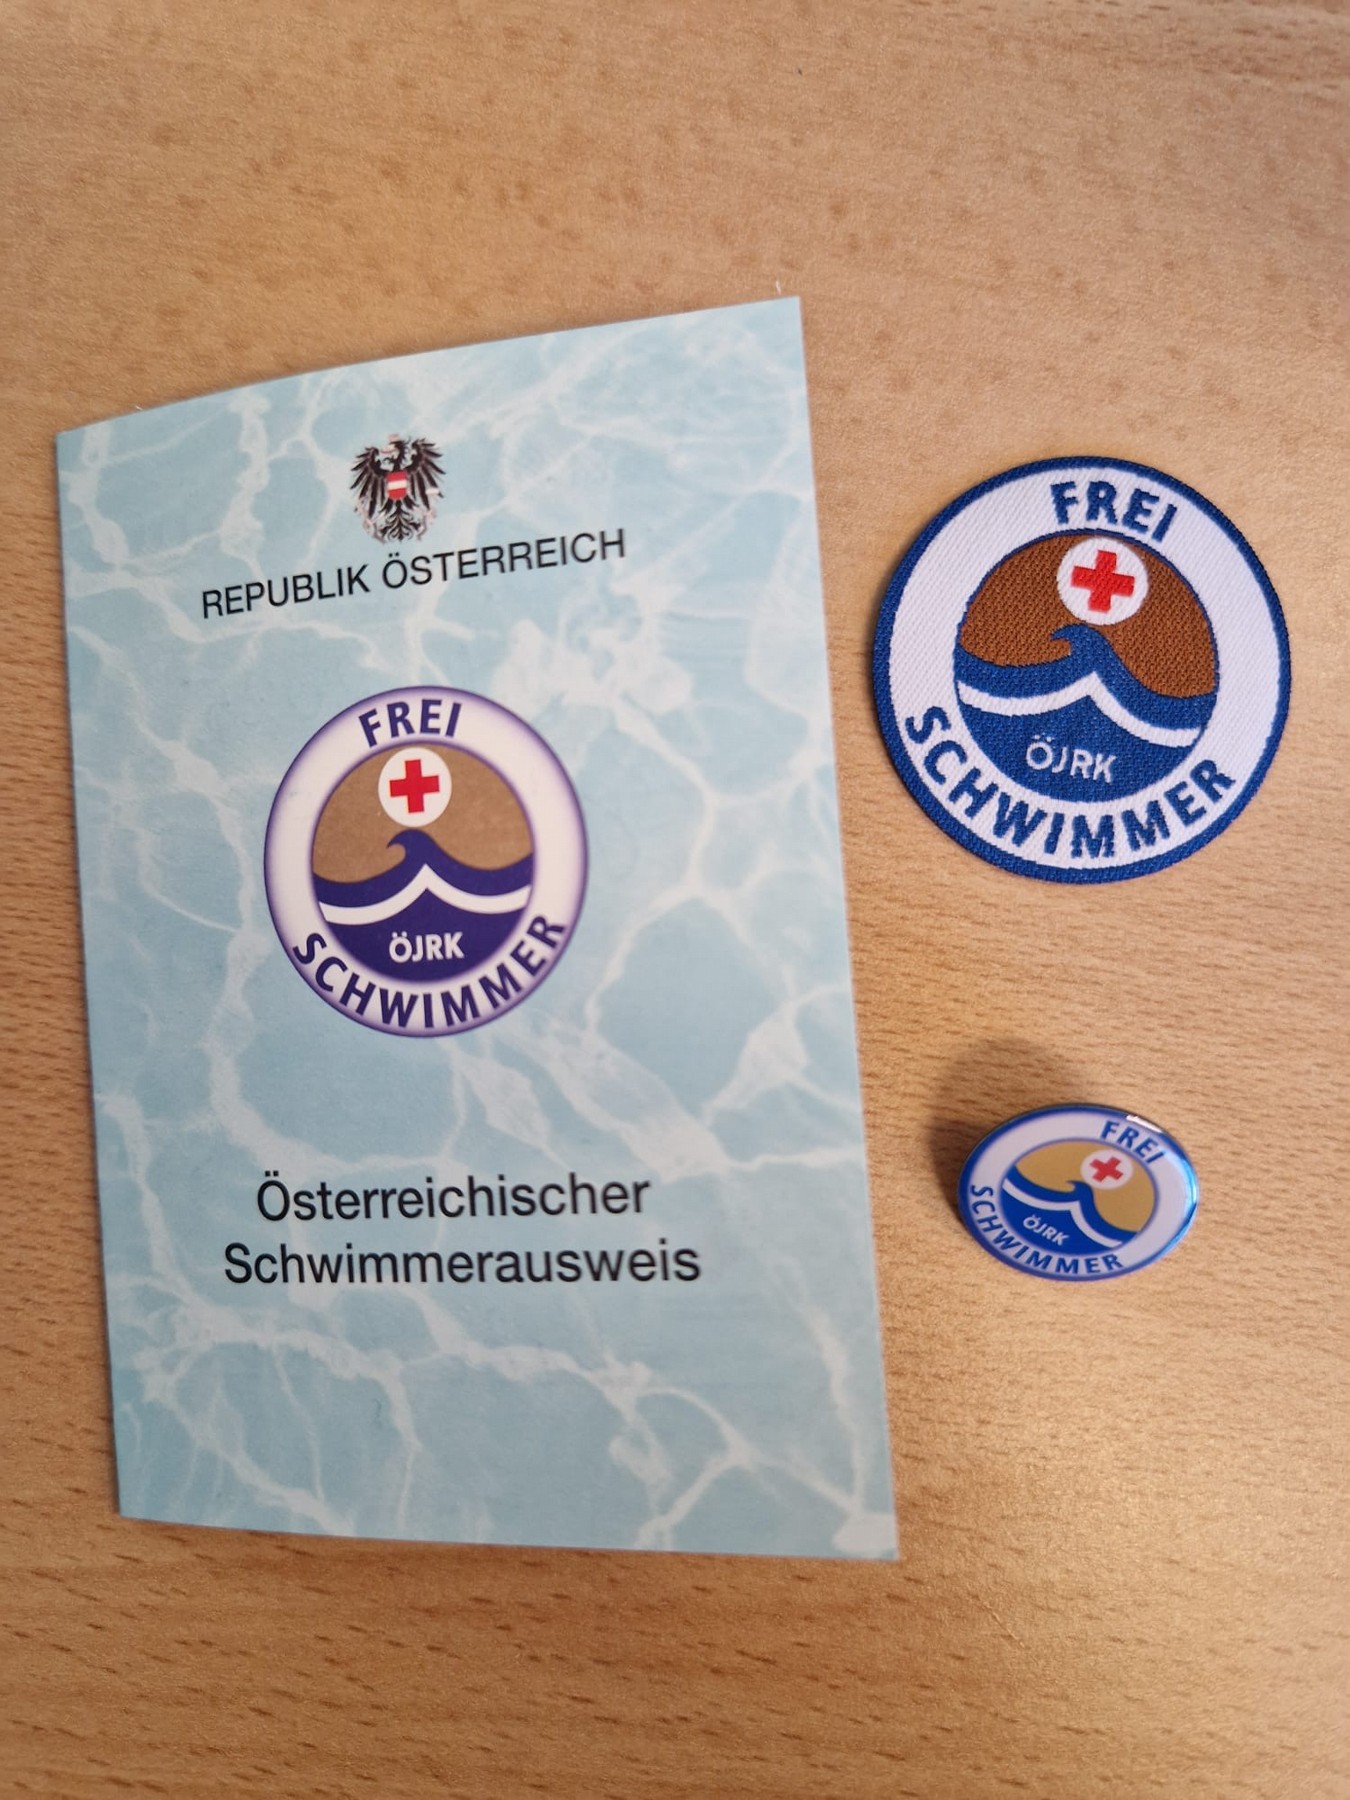 REPUBLIK ÖSTERREICH
FREI
ÖJRK
SCHWIMMER
Österreichischer
Schwimmerausweis
FREI
ÖJRK
SCHWIMMER
FREI
ÖJRK
SCHWIMMER